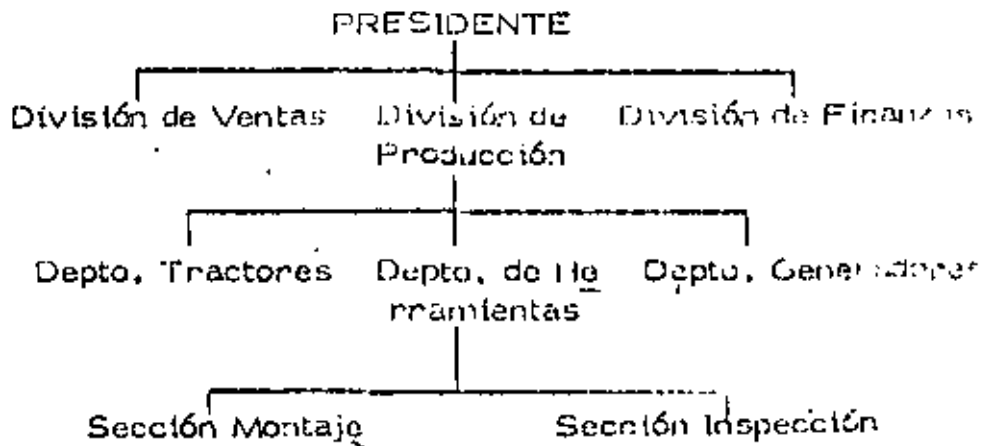 PRESIDENTE
División de Ventas División de División de Finanzas
Producción
Depto. Tractores Depto. de He Depto. Generadores
rramientas
Sección Montaje Sección Inspección